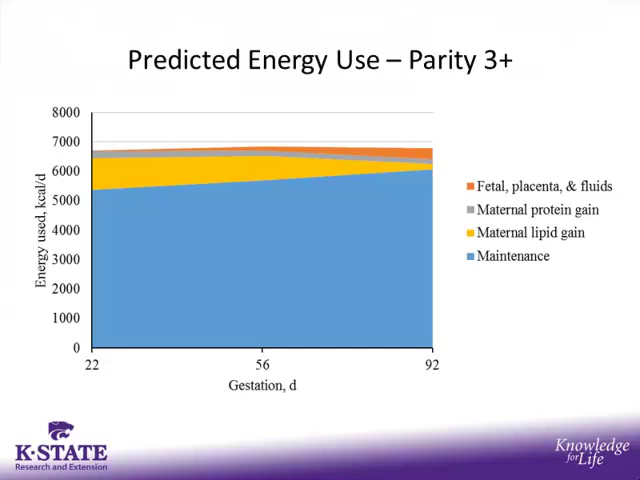 Predicted Energy Use – Parity 3+
8000
7000
6000
5000
4000
3000
2000
1000
0
Energy used, kcal/d
22
56
92
Gestation, d
Fetal, placenta, & fluids
Maternal protein gain
Maternal lipid gain
Maintenance
K-STATE
Research and Extension
Knowledge
for Life